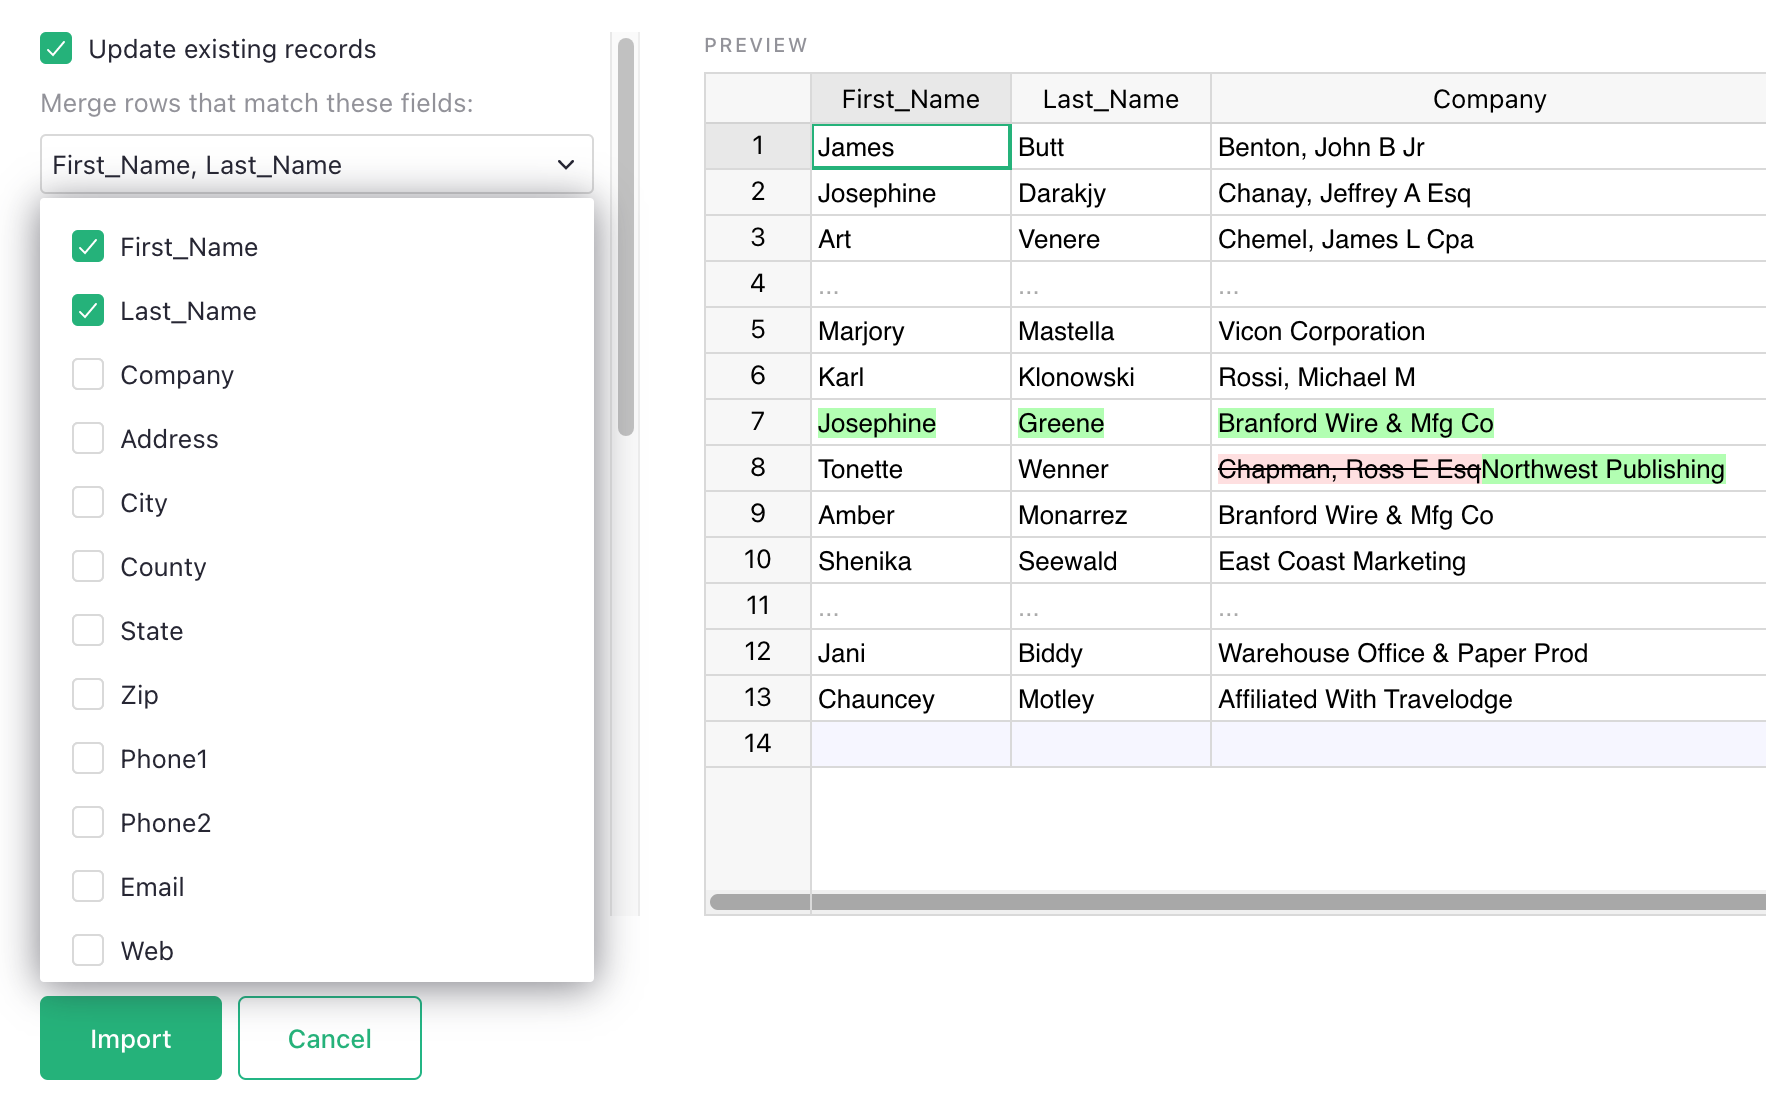 Update existing records
Merge rows that match these fields:
First_Name, Last_Name
First_Name
Last_Name
Company
Address
City
County
State
Zip
Phone1
Phone2
Email
Web
Import Cancel
PREVIEW
First_Name Last_Name Company
1 James Butt Benton, John B Jr
2 Josephine Darakjy Chanay, Jeffrey A Esq
3 Art Venere Chemel, James L Cpa
4 ... ... ...
5 Marjory Mastella Vicon Corporation
6 Karl Klonowski Rossi, Michael M
7 Josephine Greene Branford Wire & Mfg Co
8 Tonette Wenner Chapman, Ross E EsqNorthwest Publishing
9 Amber Monarrez Branford Wire & Mfg Co
10 Shenika Seewald East Coast Marketing
11 ... ... ...
12 Jani Biddy Warehouse Office & Paper Prod
13 Chauncey Motley Affiliated With Travelodge
14